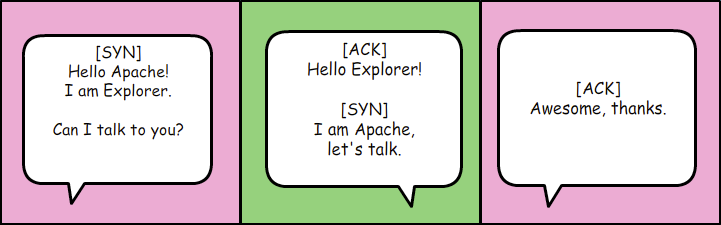 [SYN]
Hello Apache!
I am Explorer.
Can I talk to you?
[ACK]
Hello Explorer!
[SYN]
I am Apache,
let's talk.
[ACK]
Awesome, thanks.